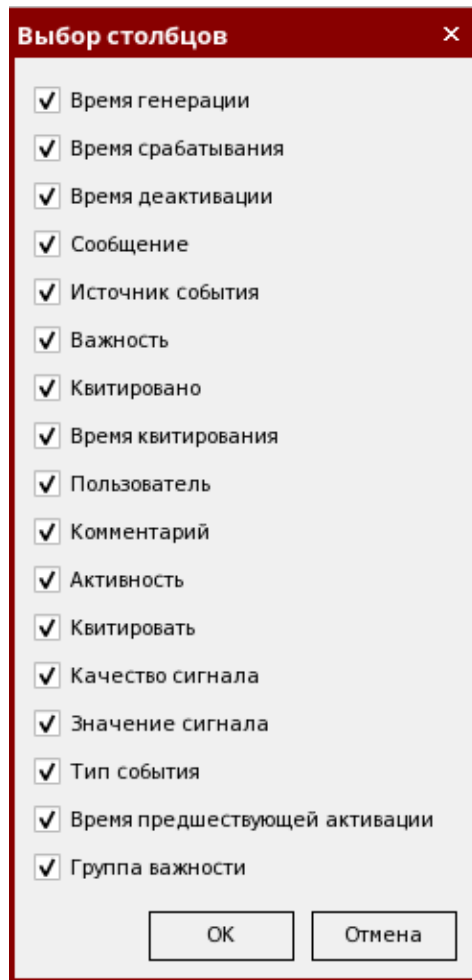 Выбор столбцов
Время генерации
Время срабатывания
Время деактивации
Сообщение
Источник события
Важность
Квитировано
Время квитирования
Пользователь
Комментарий
Активность
Квитировать
Качество сигнала
Значение сигнала
Тип события
Время предшествующей активации
Группа важности
ОК Отмена